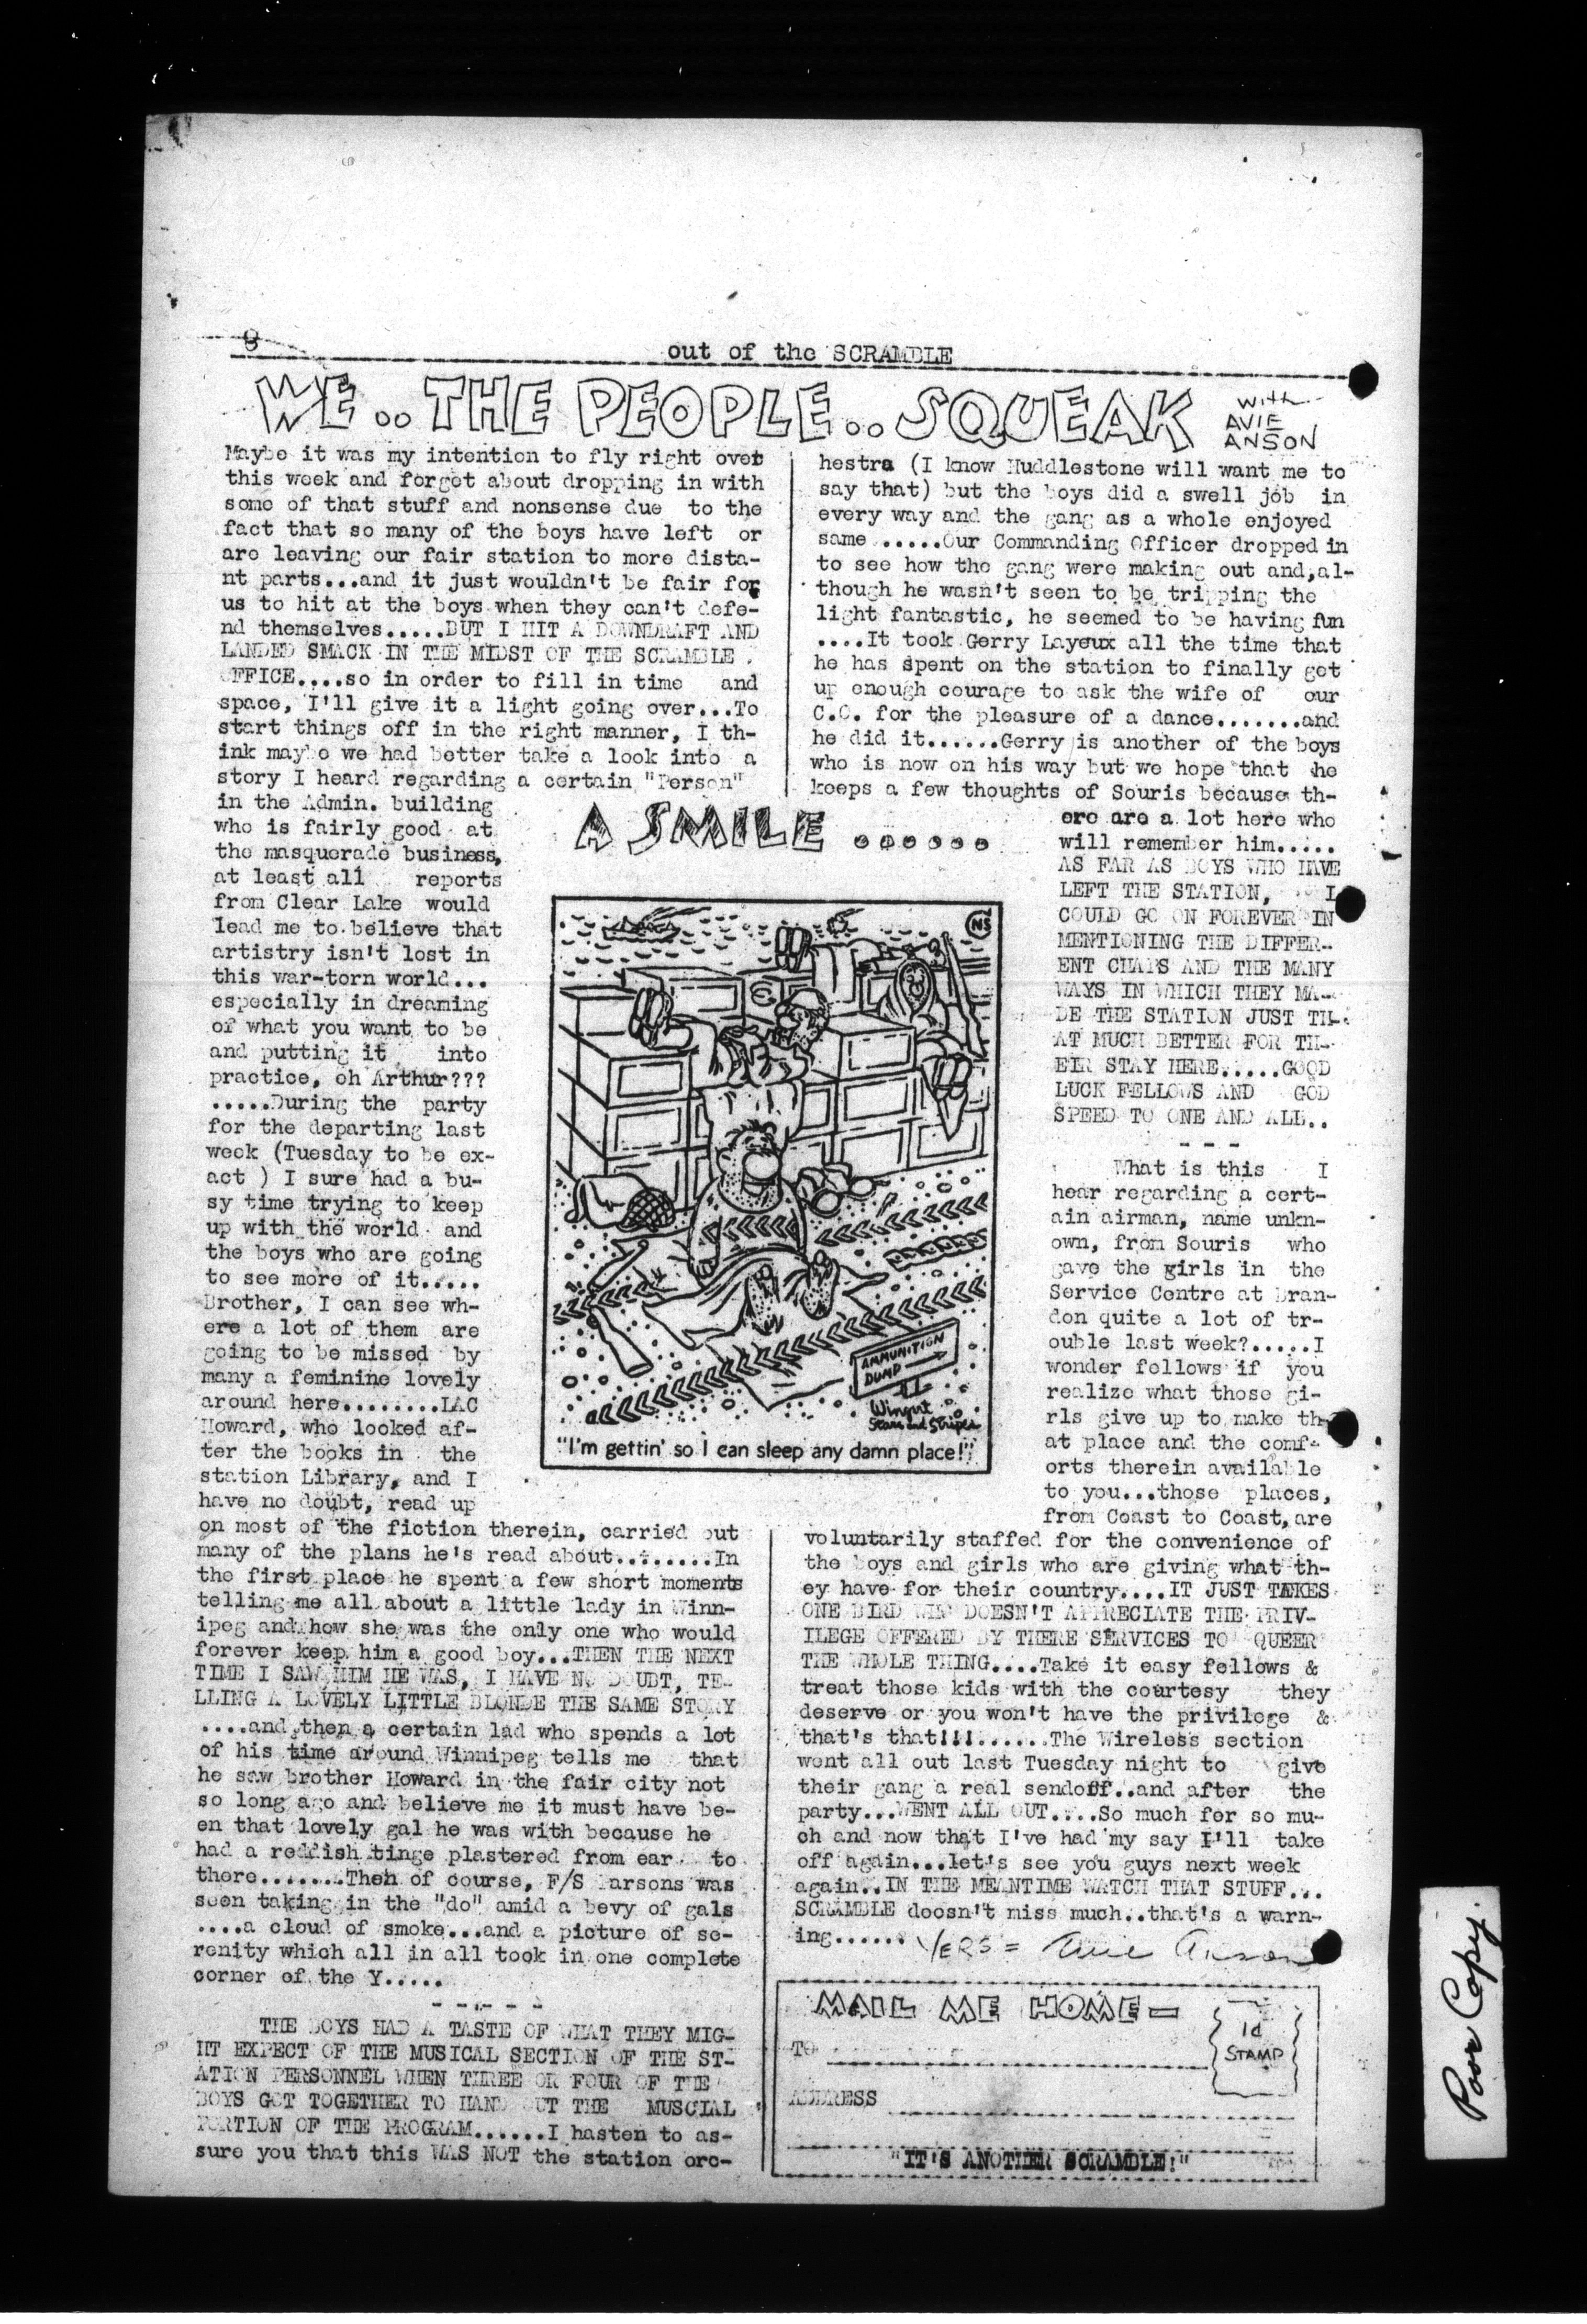 8
out of the SCRAMBLE
WE..THE PEOPLE..SQUEAK
with
AVIE
ANSON
Maybe it was my intention to fly right over
this week and forget about dropping in with
some of that stuff and nonsense due to the
fact that so many of the boys have left or
are leaving our fair station to more dista-
nt parts...and it just wouldn't be fair for
us to hit at the boys when they can't defe-
nd themselves.....BUT I HIT A DOWNDRAFT AND
LANDED SMACK IN THE MIDST OF THE SCRAMBLE
OFFICE....so in order to fill in time and
space, I'll give it a light going over...To
start things off in the right manner, I th-
ink maybe we had better take a look into a
story I heard regarding a certain "Person"
in the Admin. building
who is fairly good at
the masquerade business,
at least all reports
from Clear Lake would
lead me to believe that
artistry isn't lost in
this war-torn world...
especially in dreaming
of what you want to be
and putting it into
practice, oh Arthur???
.....During the party
for the departing last
week (Tuesday to be ex-
act ) I sure had a bu-
sy time trying to keep
up with the world and
the boys who are going
to see more of it.....
Brother, I can see wh-
ere a lot of them are
going to be missed by
many a feminine lovely
around here........LAC
Howard, who looked af-
ter the books in the
station Library, and I
have no doubt, read up
on most of the fiction therein, carried out
many of the plans he's read about........In
the first place he spent a few short moments
telling me all about a little lady in Winn-
ipeg and how she was the only one who would
forever keep him a good boy...THEN THE NEXT
TIME I SAW HIM HE WAS, I HAVE NO DOUBT, TE-
LLING A LOVELY LITTLE BLONDE THE SAME STORY
....and then a certain lad who spends a lot
of his time around Winnipeg tells me that
he saw brother Howard in the fair city not
so long ago and believe me it must have be-
en that lovely gal he was with because he
had a reddish tinge plastered from ear to
there.......Then of course, F/S Parsons was
seen taking in the "do" amid a bevy of gals
....a cloud of smoke...and a picture of se-
renity which all in all took in one complete
corner of the Y.....
- - - - -
THE BOYS HAD A TASTE OF WHAT THEY MIG-
HT EXPECT OF THE MUSICAL SECTION OF THE ST-
ATION PERSONNEL WHEN THREE OR FOUR OF THE
BOYS GOT TOGETHER TO HAND OUT THE MUSCIAL
PORTION OF THE PROGRAM......I hasten to as-
sure you that this WAS NOT the station orc-
hestra (I know Huddlestone will want me to
say that) but the boys did a swell job in
every way and the gang as a whole enjoyed
same ......Our Commanding Officer dropped in
to see how the gang were making out and,al-
though he wasn't seen to be tripping the
light fantastic, he seemed to be having fun
....It took Gerry Layeux all the time that
he has spent on the station to finally get
up enough courage to ask the wife of our
C.O. for the pleasure of a dance.......and
he did it......Gerry is another of the boys
who is now on his way but we hope that he
keeps a few thoughts of Souris because th-
ere are a lot here who
will remember him.....
AS FAR AS BOYS WHO HAVE
LEFT THE STATION, I
COULD GO ON FOREVER IN
MENTIONING THE DIFFER-
ENT CHAPS AND THE MANY
WAYS IN WHICH THEY MA-
DE THE STATION JUST TH-
AT MUCH BETTER FOR TH-
EIR STAY HERE.....GOOD
LUCK FELLOWS AND GOD
SPEED TO ONE AND ALL..
- - -
What is this I
hear regarding a cert-
ain airman, name unkn-
own, from Souris who
gave the girls in the
Service Centre at Bran-
don quite a lot of tr-
ouble last week?.....I
wonder fellows if you
realize what those gi-
rls give up to make th-
at place and the comf-
orts therein available
to you...those places,
from Coast to Coast, are
voluntarily staffed for the convenience of
the boys and girls who are giving what th-
ey have for their country....IT JUST TAKES
ONE BIRD WHO DOESN'T APPRECIATE THE PRIV-
ILEGE OFFERED BY THERE SERVICES TO QUEER
THE WHOLE THING....Take it easy fellows &
treat those kids with the courtesy they
deserve or you won't have the privilege &
that's that!!!......The Wireless section
went all out last Tuesday night to give
their gang a real sendoff..and after the
party...WENT ALL OUT....So much for so mu-
ch and now that I've had my say I'll take
off again...let's see you guys next week
again..IN THE MEANTIME WATCH THAT STUFF...
SCRAMBLE doesn't miss much..that's a warn-
ing......
YERS = Avie Anson
A SMILE ......
NS
AMMUNITION
DUMP
Wingert
Stars and Stripes
"I'm gettin' so I can sleep any damn place!"
MAIL ME HOME—
1d
STAMP
TO
ADDRESS
"IT'S ANOTHER SCRAMBLE!"
Poor Copy.